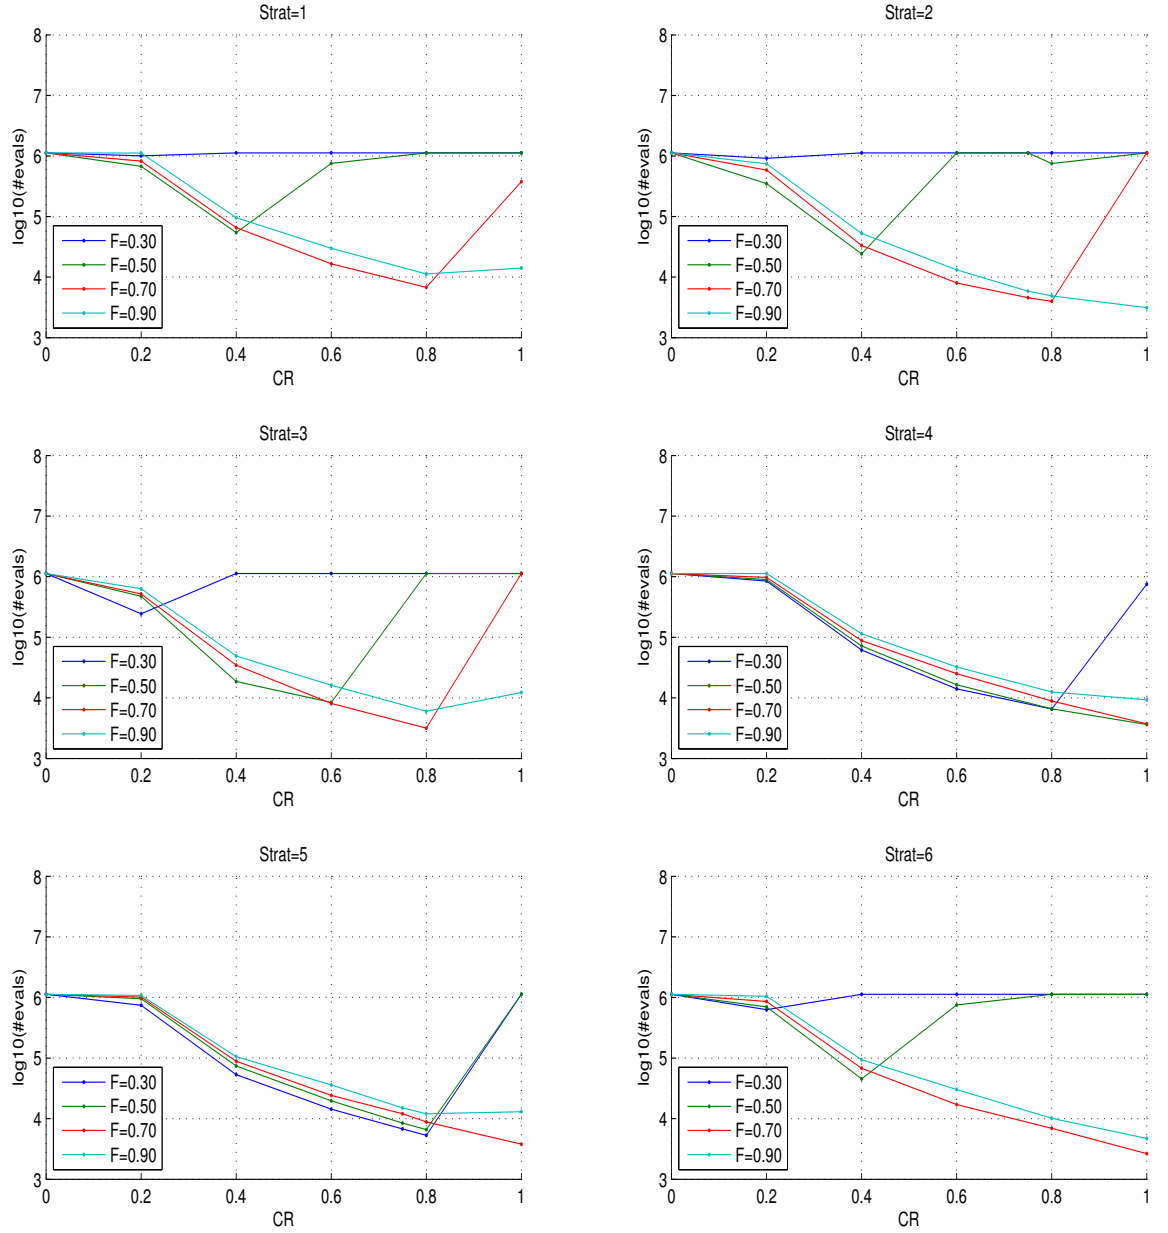 Strat=1
8
7
6
5
4
3
log10(#evals)
F=0.30
F=0.50
F=0.70
F=0.90
0 0.2 0.4 0.6 0.8 1
CR
Strat=2
8
7
6
5
4
3
log10(#evals)
F=0.30
F=0.50
F=0.70
F=0.90
0 0.2 0.4 0.6 0.8 1
CR
Strat=3
8
7
6
5
4
3
log10(#evals)
F=0.30
F=0.50
F=0.70
F=0.90
0 0.2 0.4 0.6 0.8 1
CR
Strat=4
8
7
6
5
4
3
log10(#evals)
F=0.30
F=0.50
F=0.70
F=0.90
0 0.2 0.4 0.6 0.8 1
CR
Strat=5
8
7
6
5
4
3
log10(#evals)
F=0.30
F=0.50
F=0.70
F=0.90
0 0.2 0.4 0.6 0.8 1
CR
Strat=6
8
7
6
5
4
3
log10(#evals)
F=0.30
F=0.50
F=0.70
F=0.90
0 0.2 0.4 0.6 0.8 1
CR